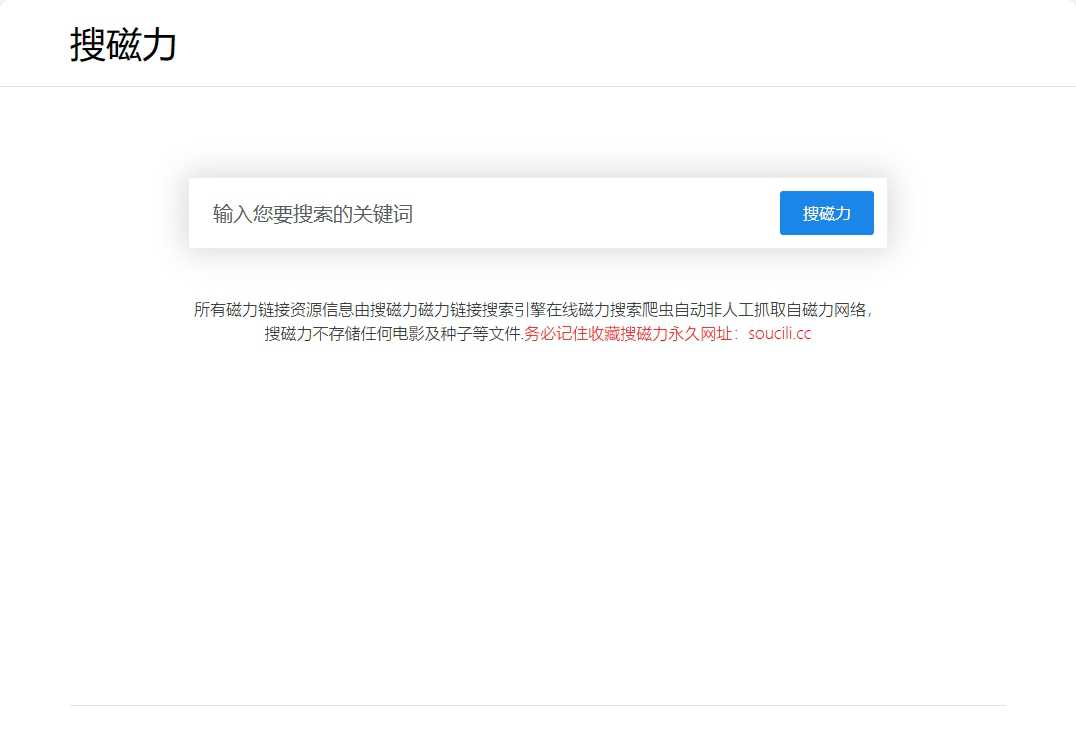 搜磁力
输入您要搜索的关键词
搜磁力
所有磁力链接资源信息由搜磁力磁力链接搜索引擎在线磁力搜索爬虫自动非人工抓取自磁力网络，
搜磁力不存储任何电影及种子等文件.务必记住收藏搜磁力永久网址：soucili.cc